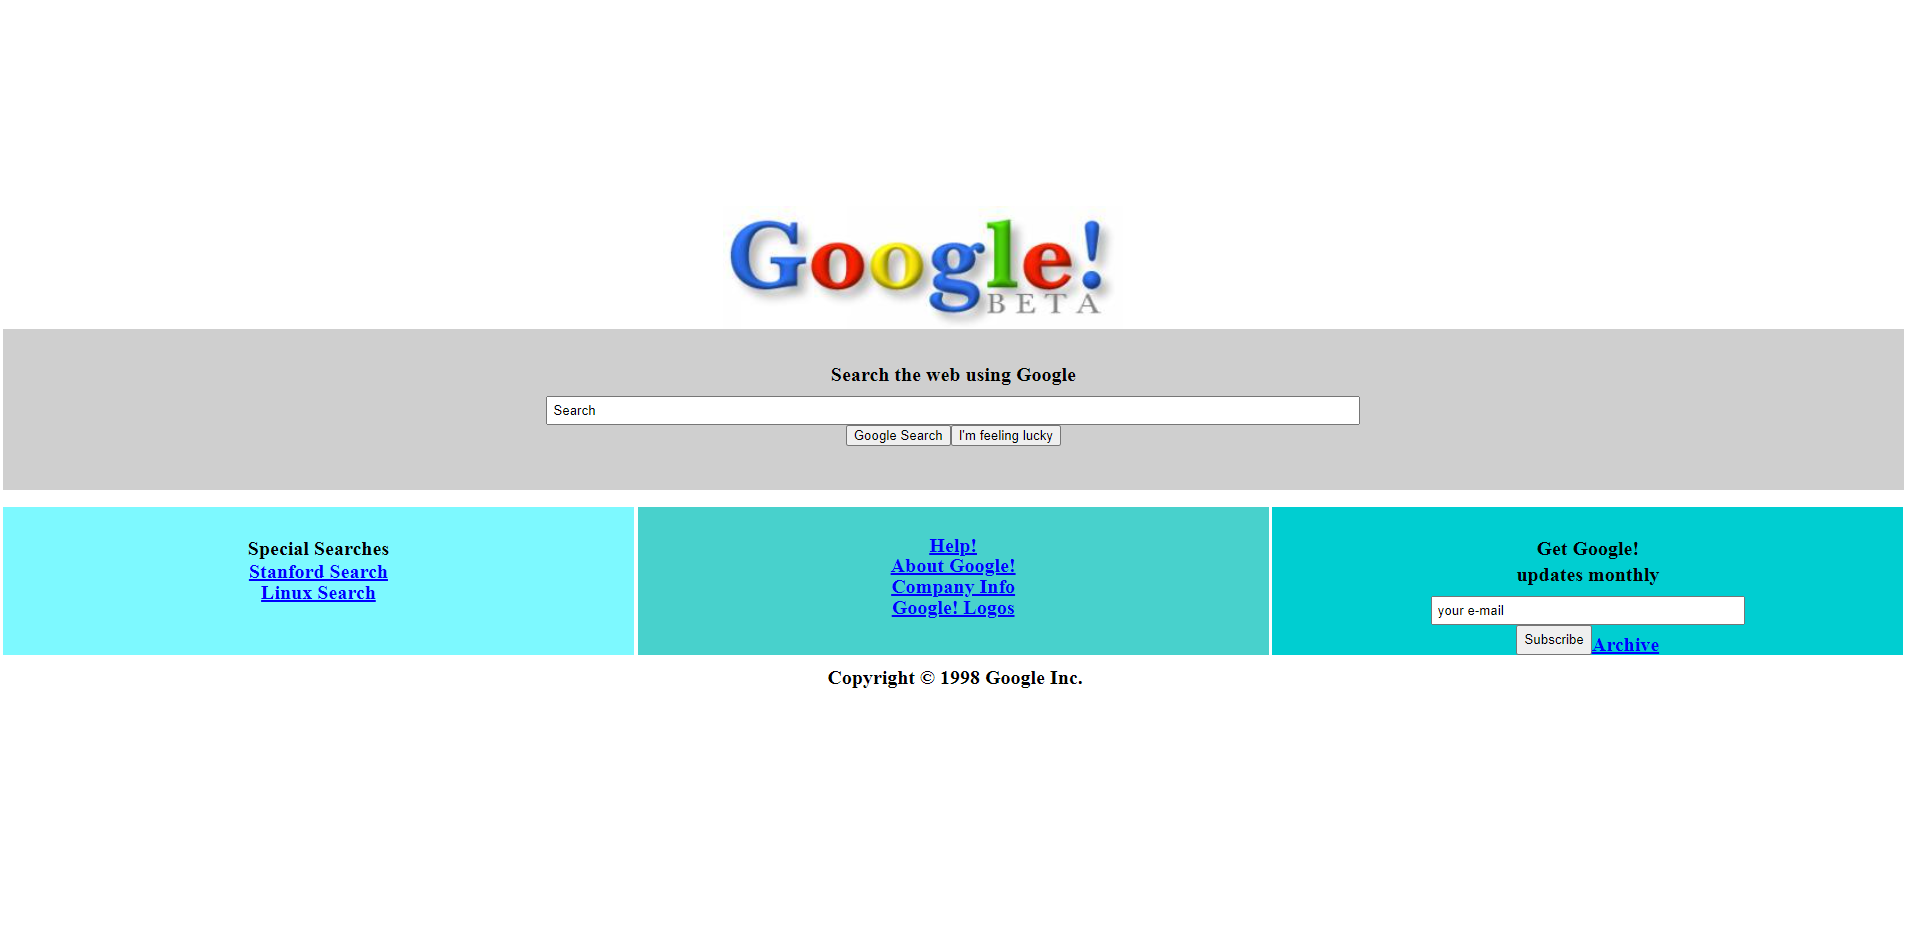 Google!
BETA
Search the web using Google
Search
Google Search I'm feeling lucky
Special Searches
Stanford Search
Linux Search
Help!
About Google!
Company Info
Google! Logos
Get Google!
updates monthly
your e-mail
Subscribe Archive
Copyright © 1998 Google Inc.